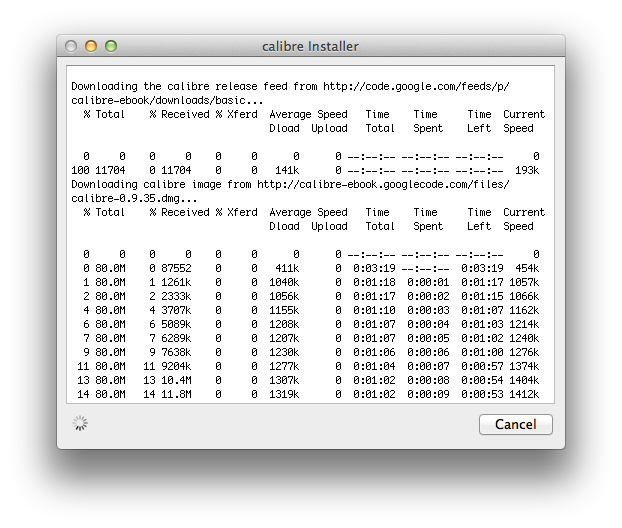 calibre Installer
Downloading the calibre release feed from http://code.google.com/feeds/p/
calibre-ebook/downloads/basic...
% Total % Received % Xferd Average Speed Time Time Time Current
Dload Upload Total Spent Left Speed
0 0 0 0 0 0 0 0 --:--:-- --:--:-- --:--:-- 0
100 11704 0 11704 0 0 141k 0 --:--:-- --:--:-- --:--:-- 193k
Downloading calibre image from http://calibre-ebook.googlecode.com/files/
calibre-0.9.35.dmg...
% Total % Received % Xferd Average Speed Time Time Time Current
Dload Upload Total Spent Left Speed
0 0 0 0 0 0 0 0 --:--:-- --:--:-- --:--:-- 0
0 80.0M 0 87552 0 0 411k 0 0:03:19 --:--:-- 0:03:19 454k
1 80.0M 1 1261k 0 0 1040k 0 0:01:18 0:00:01 0:01:17 1057k
2 80.0M 2 2333k 0 0 1056k 0 0:01:17 0:00:02 0:01:15 1066k
4 80.0M 4 3707k 0 0 1155k 0 0:01:10 0:00:03 0:01:07 1162k
6 80.0M 6 5089k 0 0 1208k 0 0:01:07 0:00:04 0:01:03 1214k
7 80.0M 7 6289k 0 0 1207k 0 0:01:07 0:00:05 0:01:02 1240k
9 80.0M 9 7638k 0 0 1230k 0 0:01:06 0:00:06 0:01:00 1276k
11 80.0M 11 9204k 0 0 1277k 0 0:01:04 0:00:07 0:00:57 1374k
13 80.0M 13 10.4M 0 0 1307k 0 0:01:02 0:00:08 0:00:54 1404k
14 80.0M 14 11.8M 0 0 1319k 0 0:01:02 0:00:09 0:00:53 1412k
Cancel